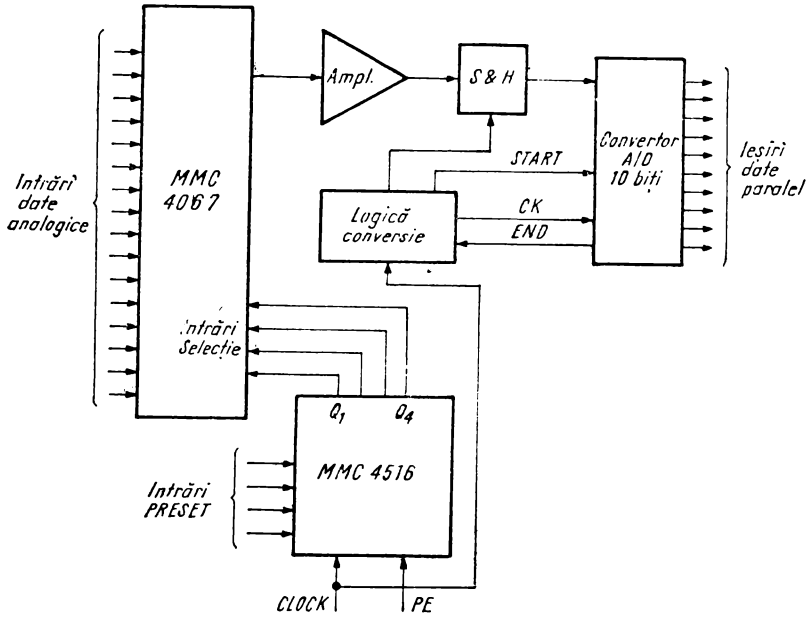 Intrări
date
analogice
MMC
4067
Intrări
Selecție
Ampl.
S & H
Convertor
A/D
10 biți
Ieșiri
date
paralel
START
CK
END
Logică
conversie
Q1
Q4
MMC 4516
Intrări
PRESET
CLOCK
PE